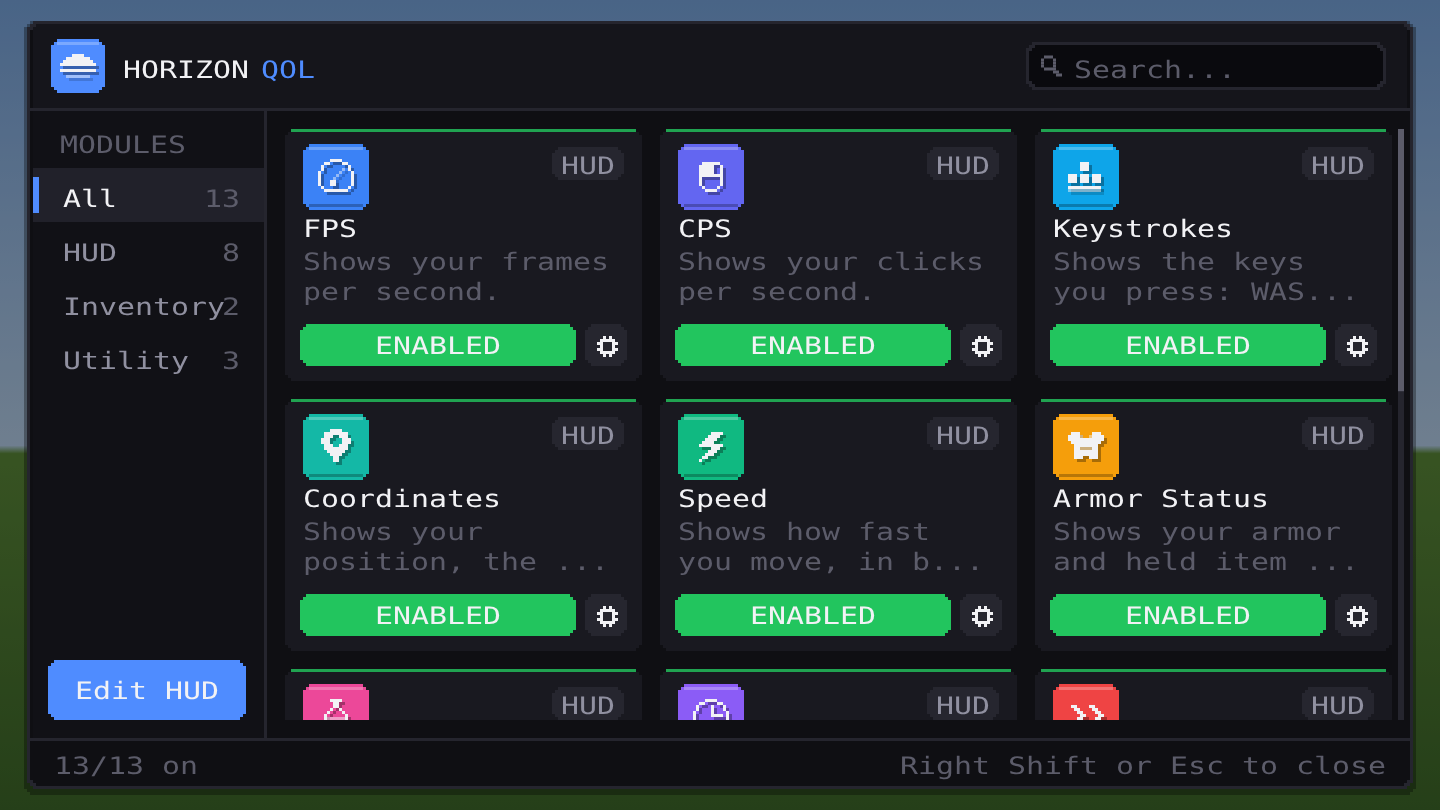 HORIZON QOL
Search...
MODULES
All 13
HUD 8
Inventory 2
Utility 3
Edit HUD
HUD
FPS
Shows your frames
per second.
ENABLED
HUD
CPS
Shows your clicks
per second.
ENABLED
HUD
Keystrokes
Shows the keys
you press: WAS...
ENABLED
HUD
Coordinates
Shows your
position, the ...
ENABLED
HUD
Speed
Shows how fast
you move, in b...
ENABLED
HUD
Armor Status
Shows your armor
and held item ...
ENABLED
HUD
HUD
HUD
13/13 on
Right Shift or Esc to close